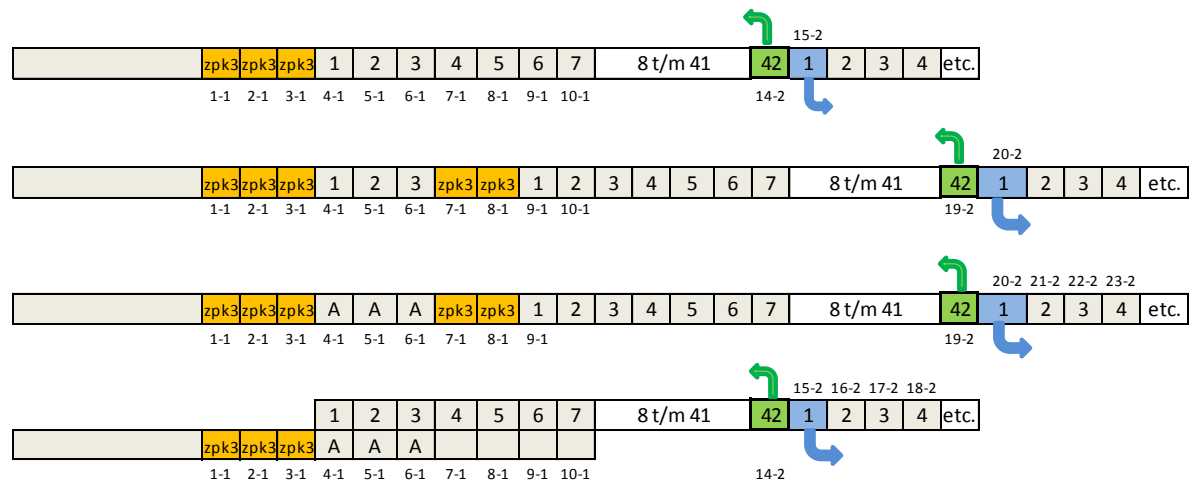 15-2
zpk3 zpk3 zpk3 1 2 3 4 5 6 7 8 t/m 41 42 1 2 3 4 etc.
1-1 2-1 3-1 4-1 5-1 6-1 7-1 8-1 9-1 10-1 14-2
20-2
zpk3 zpk3 zpk3 1 2 3 zpk3 zpk3 1 2 3 4 5 6 7 8 t/m 41 42 1 2 3 4 etc.
1-1 2-1 3-1 4-1 5-1 6-1 7-1 8-1 9-1 10-1 19-2
20-2 21-2 22-2 23-2
zpk3 zpk3 zpk3 A A A zpk3 zpk3 1 2 3 4 5 6 7 8 t/m 41 42 1 2 3 4 etc.
1-1 2-1 3-1 4-1 5-1 6-1 7-1 8-1 9-1 19-2
15-2 16-2 17-2 18-2
1 2 3 4 5 6 7 8 t/m 41 42 1 2 3 4 etc.
zpk3 zpk3 zpk3 A A A
1-1 2-1 3-1 4-1 5-1 6-1 7-1 8-1 9-1 10-1 14-2